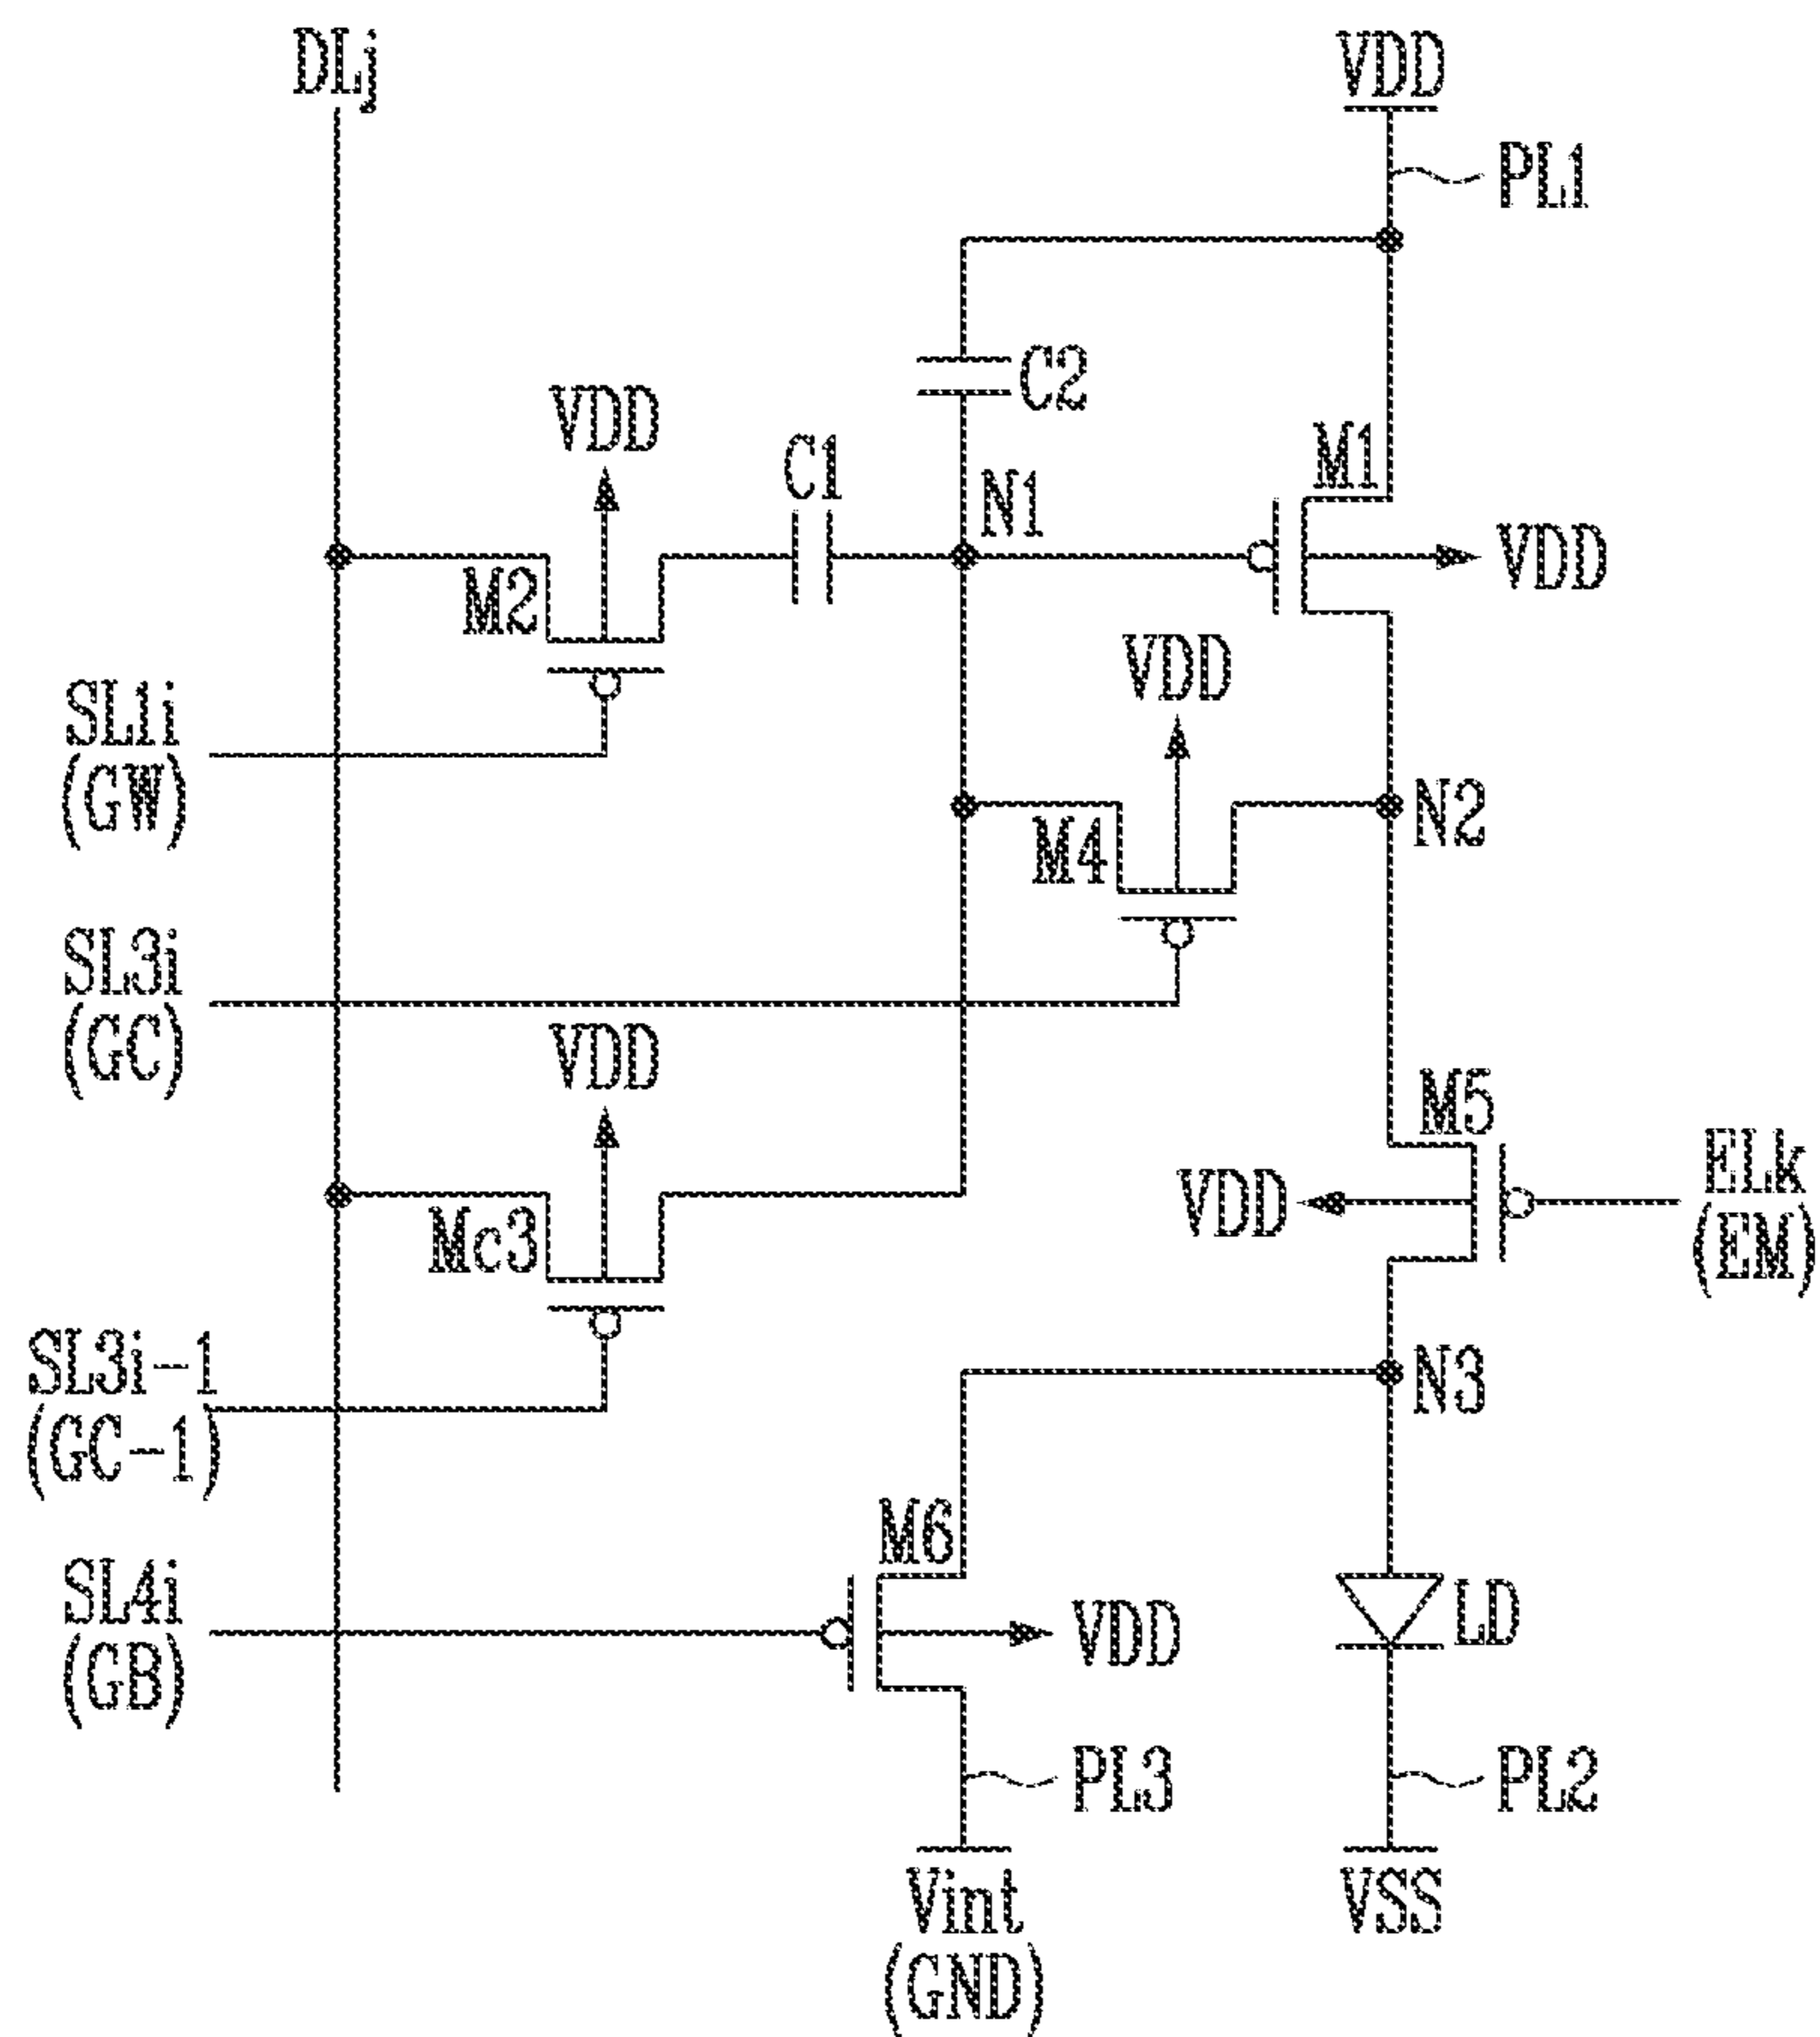 DLj
VDD
PL1
C2
VDD
C1
N1
M1
VDD
M2
VDD
SL1i
(GW)
N2
M4
SL3i
(GC)
VDD
M5
ELk
(EM)
VDD
Mc3
SL3i-1
(GC-1)
N3
M6
SL4i
(GB)
VDD
LD
PL3
PL2
Vint
(GND)
VSS